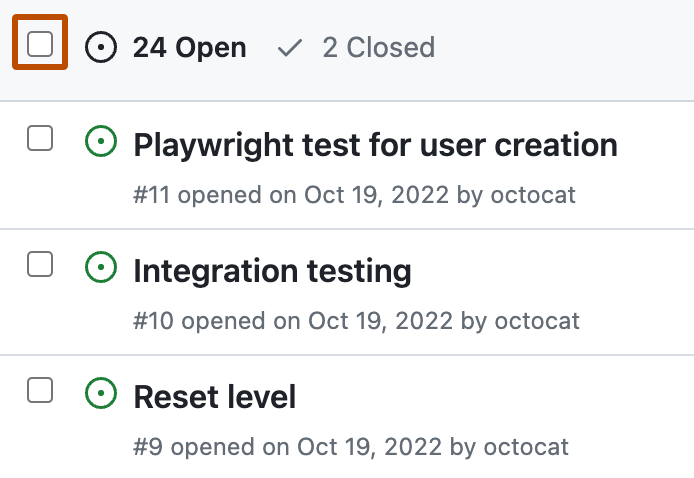 24 Open 2 Closed
Playwright test for user creation
#11 opened on Oct 19, 2022 by octocat
Integration testing
#10 opened on Oct 19, 2022 by octocat
Reset level
#9 opened on Oct 19, 2022 by octocat